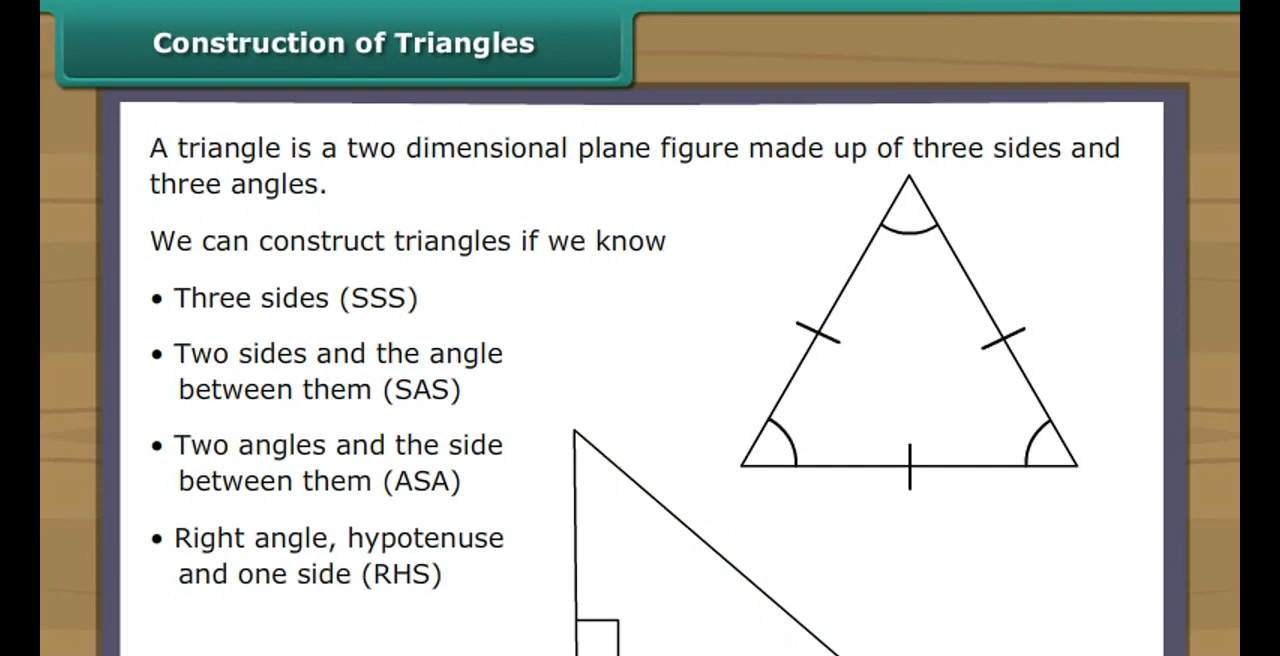 Construction of Triangles
A triangle is a two dimensional plane figure made up of three sides and
three angles.
We can construct triangles if we know
• Three sides (SSS)
• Two sides and the angle
between them (SAS)
• Two angles and the side
between them (ASA)
• Right angle, hypotenuse
and one side (RHS)